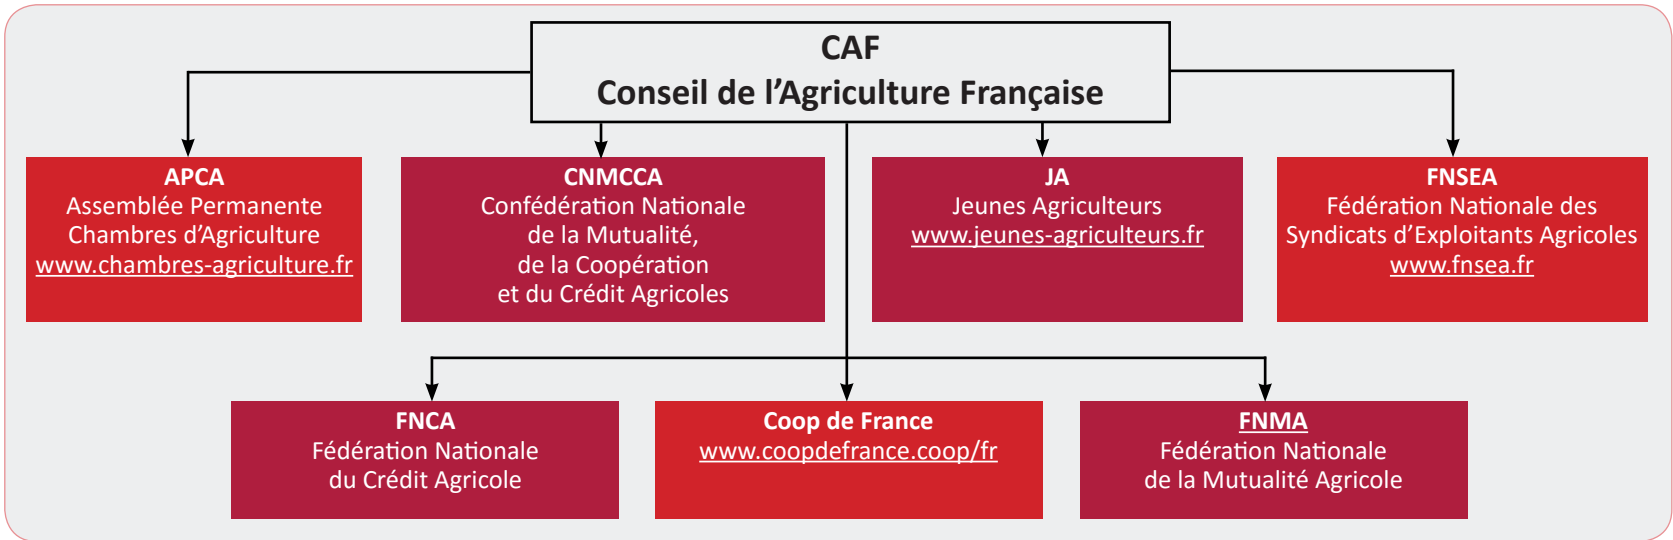 CAF
Conseil de l’Agriculture Française
APCA
Assemblée Permanente
Chambres d’Agriculture
www.chambres-agriculture.fr
CNMCCA
Confédération Nationale
de la Mutualité,
de la Coopération
et du Crédit Agricoles
JA
Jeunes Agriculteurs
www.jeunes-agriculteurs.fr
FNSEA
Fédération Nationale des
Syndicats d’Exploitants Agricoles
www.fnsea.fr
FNCA
Fédération Nationale
du Crédit Agricole
Coop de France
www.coopdefrance.coop/fr
FNMA
Fédération Nationale
de la Mutualité Agricole